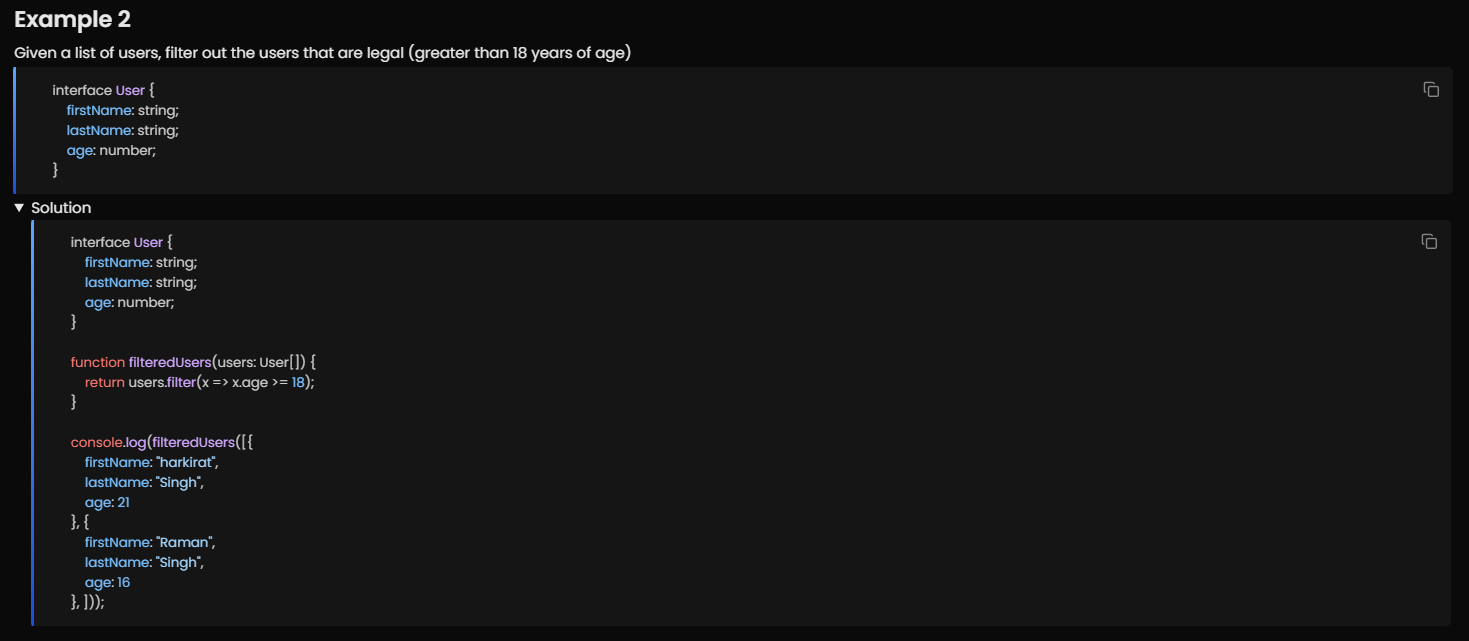 Example 2
Given a list of users, filter out the users that are legal (greater than 18 years of age)
interface User {
firstName: string;
lastName: string;
age: number;
}
Solution
interface User {
firstName: string;
lastName: string;
age: number;
}
function filteredUsers(users: User[]) {
return users.filter(x => x.age >= 18);
}
console.log(filteredUsers([{
firstName: "harkirat",
lastName: "Singh",
age: 21
}, {
firstName: "Raman",
lastName: "Singh",
age: 16
}, ]));